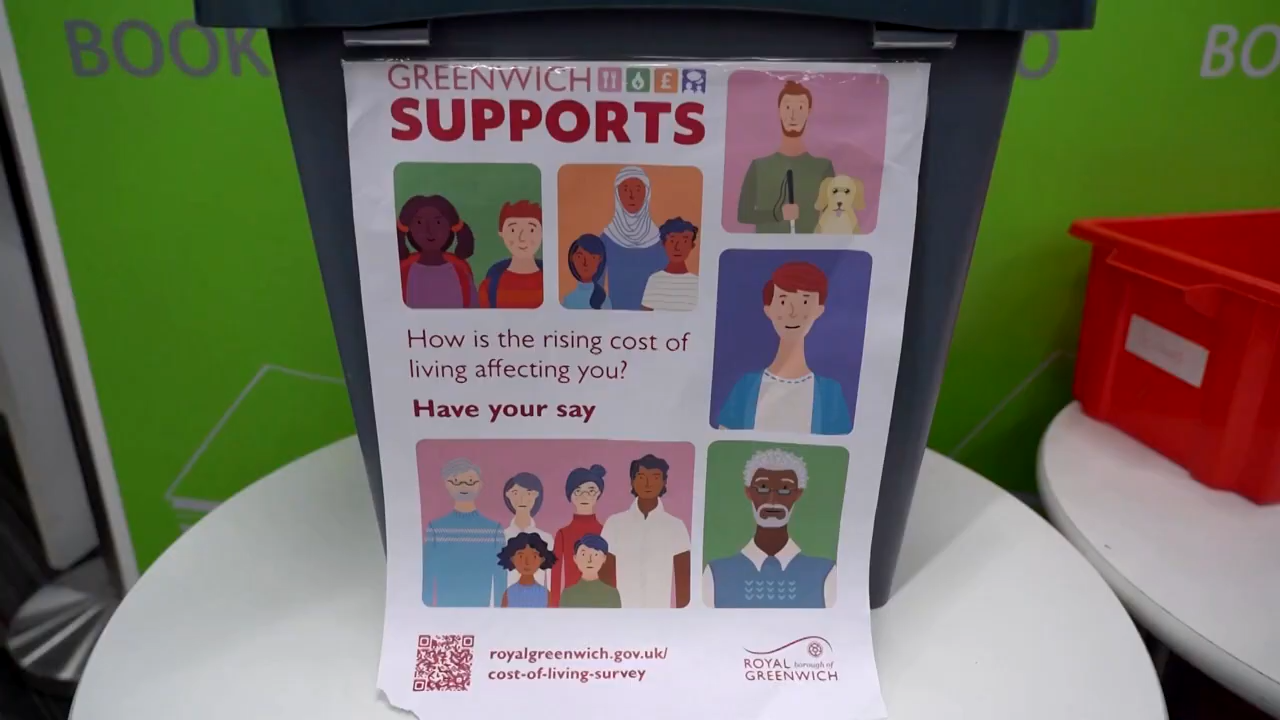 BOOK
BO
GREENWICH
SUPPORTS
How is the rising cost of
living affecting you?
Have your say
royalgreenwich.gov.uk/
cost-of-living-survey
ROYAL borough of
GREENWICH